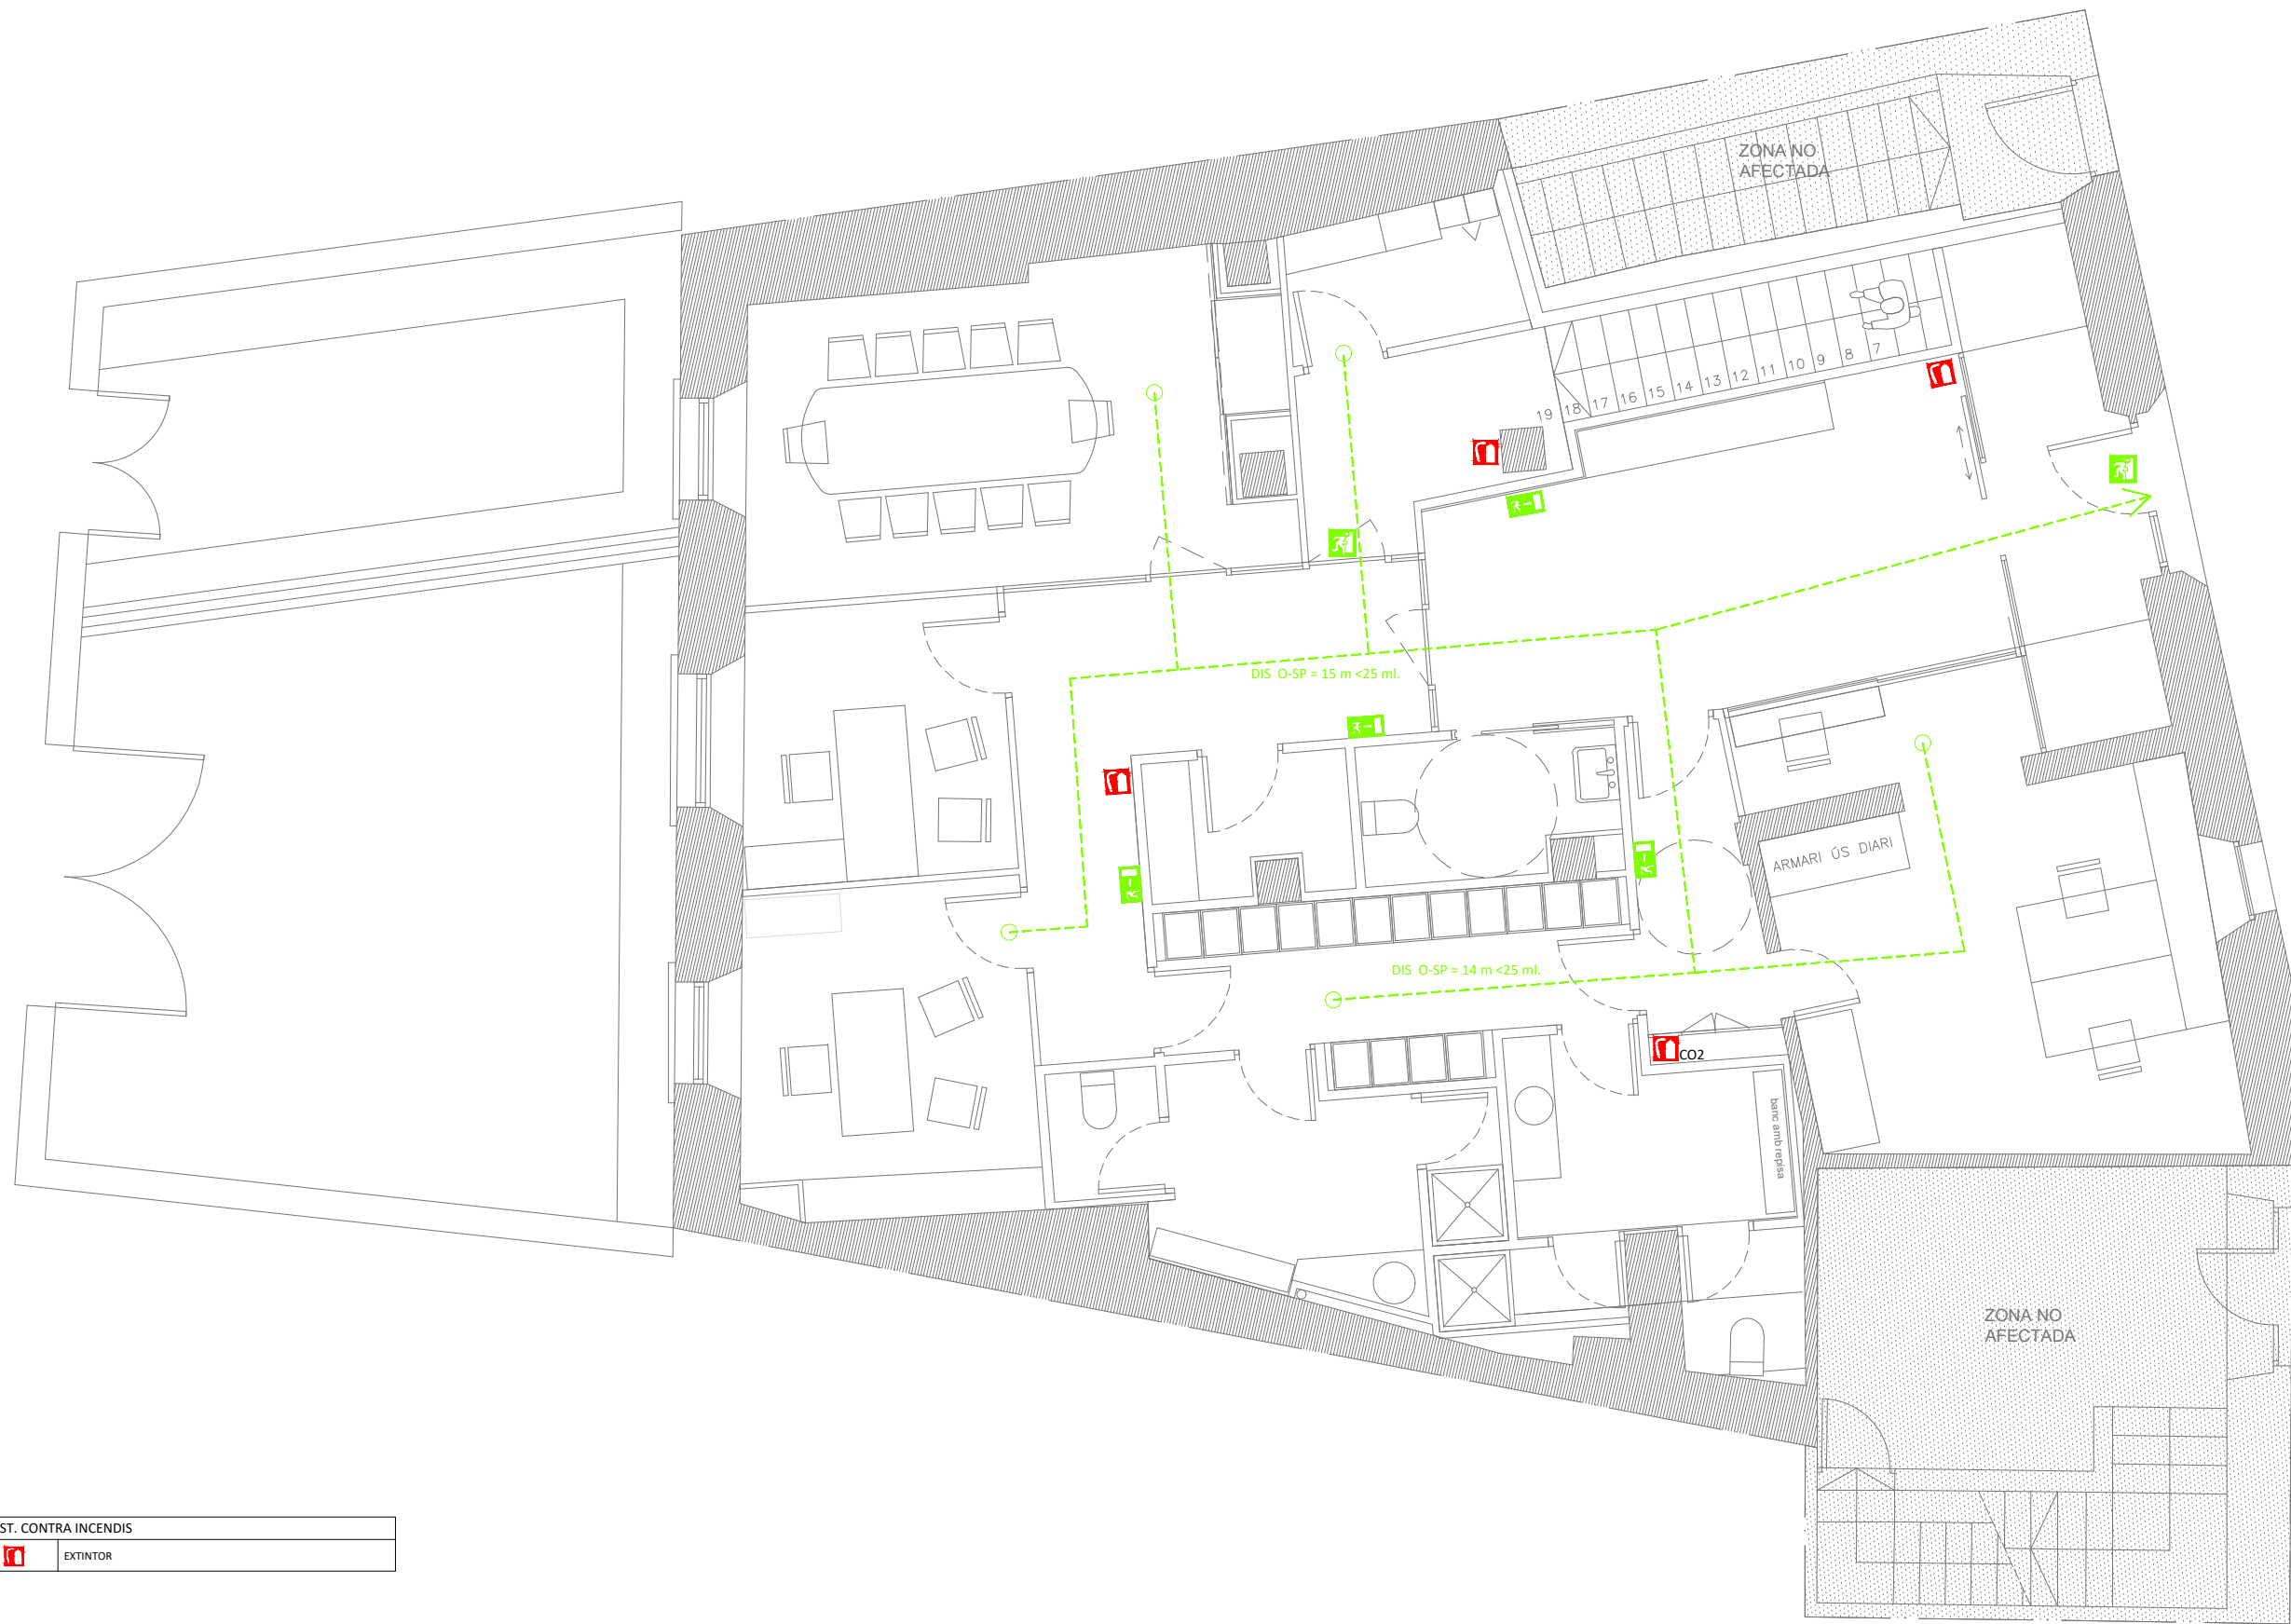 ZONA NO
AFECTADA
19 18 17 16 15 14 13 12 11 10 9 8 7
DIS O-SP = 15 m <25 ml.
ARMARI ÚS DIARI
DIS O-SP = 14 m <25 ml.
CO2
banc amb repisa
ZONA NO
AFECTADA
ST. CONTRA INCENDIS
EXTINTOR